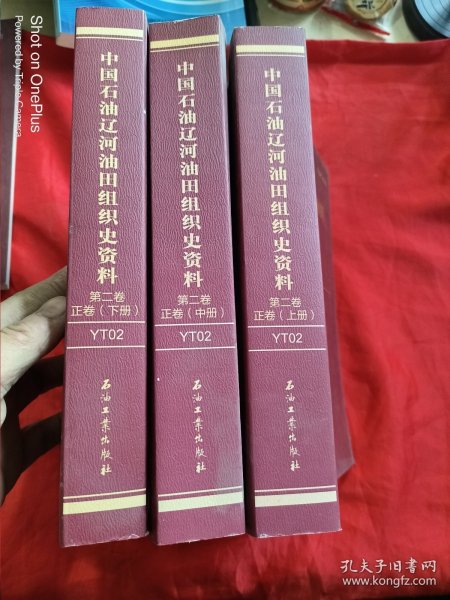 Shot on OnePlus
Powered by Triple Camera
中国石油辽河油田组织史资料
第二卷
正卷（下册）
YT02
石油工业出版社
中国石油辽河油田组织史资料
第二卷
正卷（中册）
YT02
石油工业出版社
中国石油辽河油田组织史资料
第二卷
正卷（上册）
YT02
石油工业出版社
孔夫子旧书网
www.kongfz.com